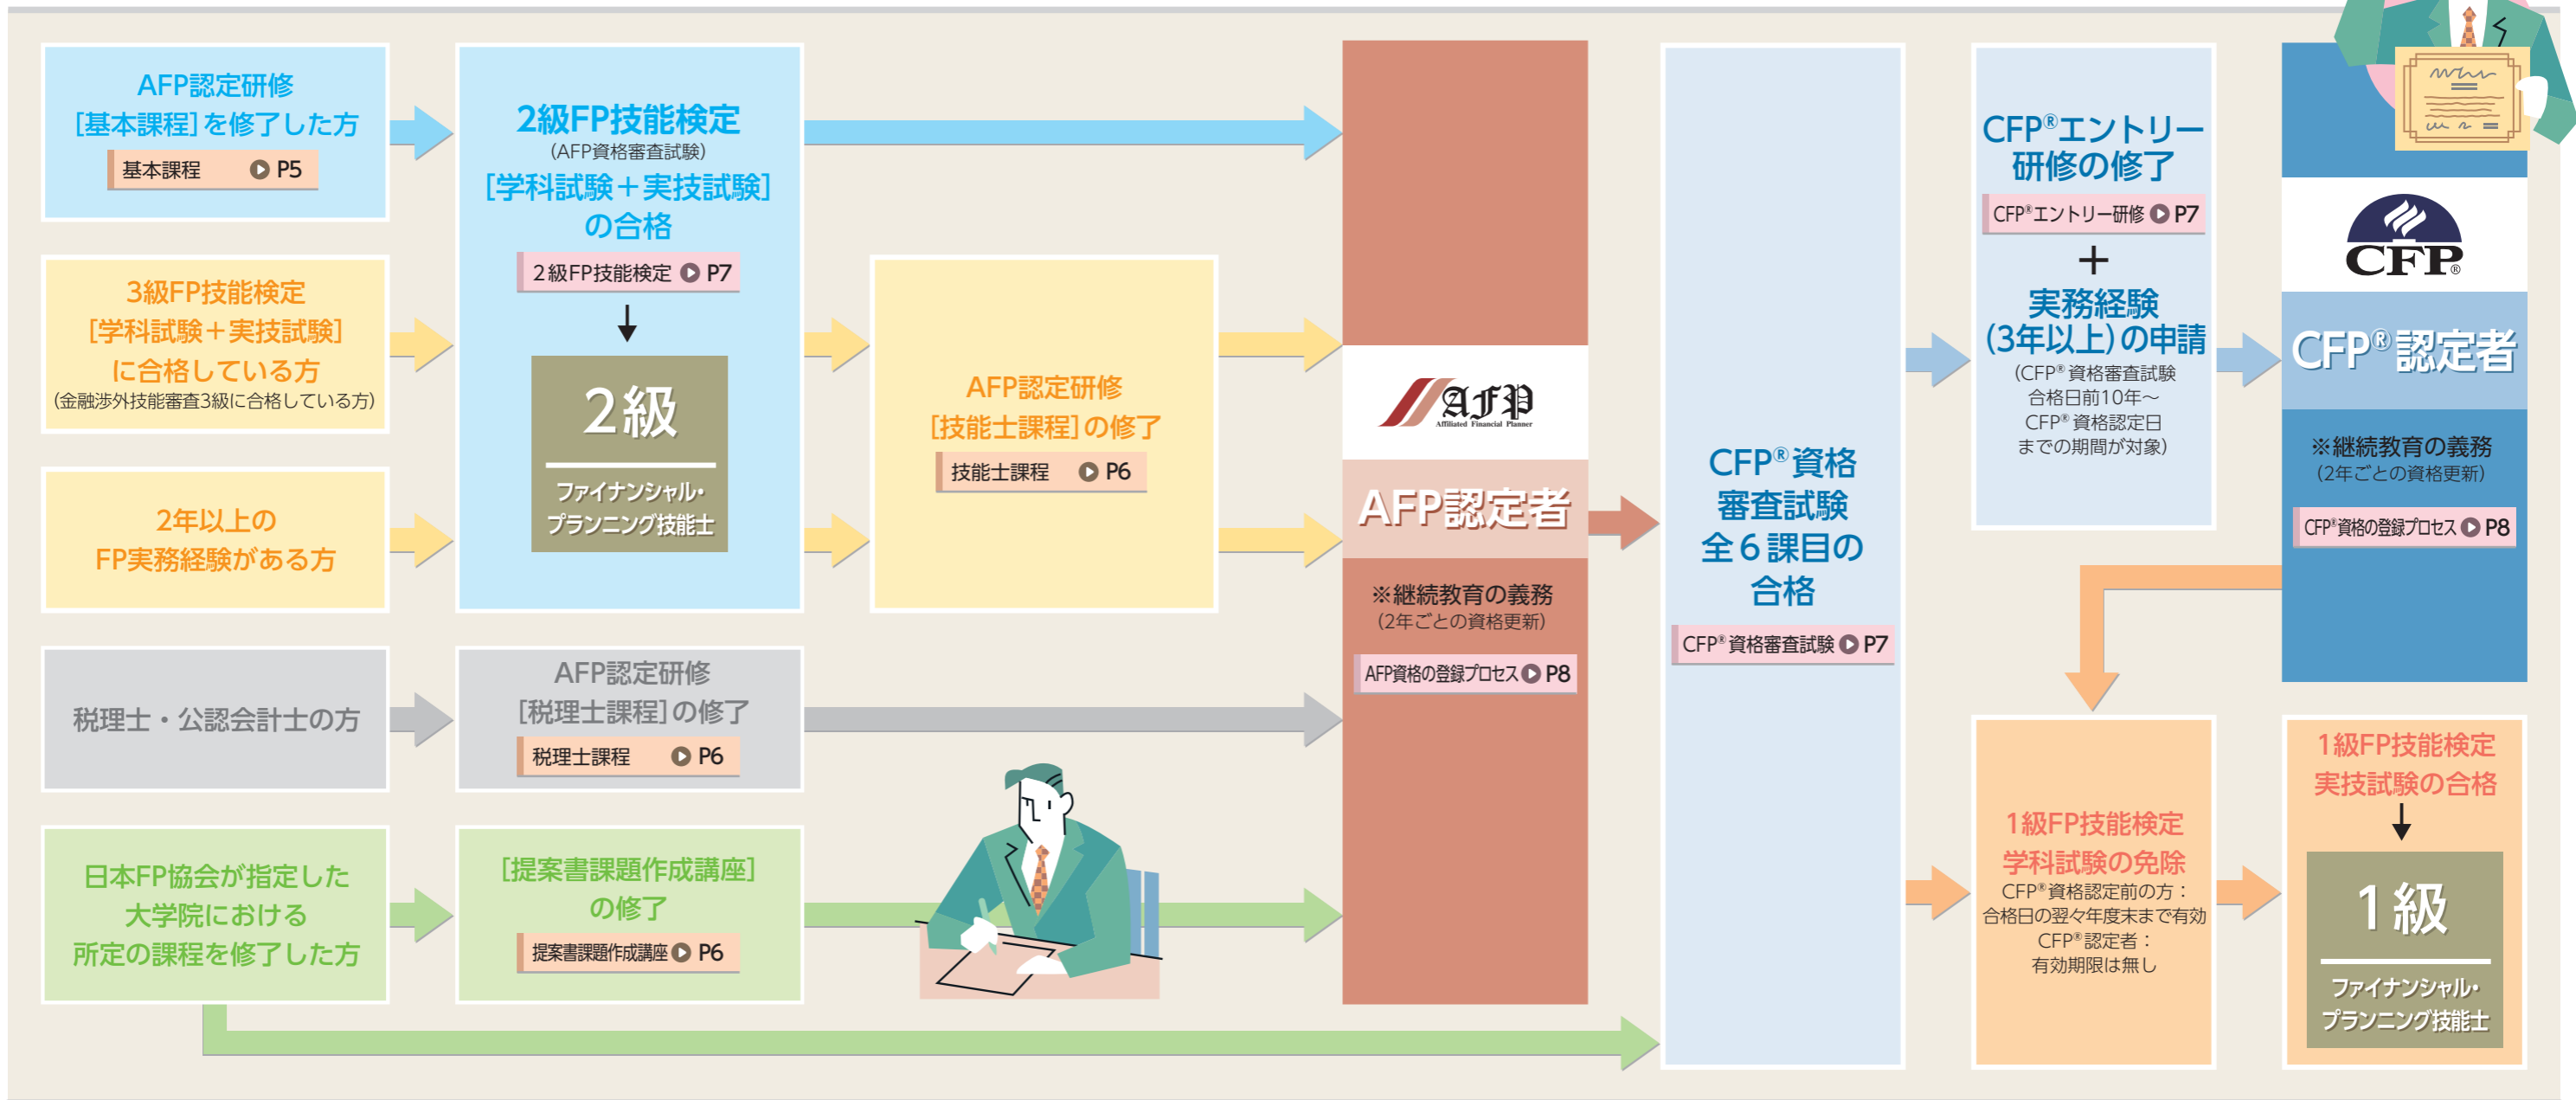 AFP認定研修
［基本課程］を修了した方
基本課程 P5
3級FP技能検定
［学科試験＋実技試験］
に合格している方
（金融渉外技能審査3級に合格している方）
2年以上の
FP実務経験がある方
税理士・公認会計士の方
日本FP協会が指定した
大学院における
所定の課程を修了した方
2級FP技能検定
（AFP資格審査試験）
［学科試験＋実技試験］
の合格
2級FP技能検定 P7
2級
ファイナンシャル・
プランニング技能士
AFP認定研修
［税理士課程］の修了
税理士課程 P6
［提案書課題作成講座］
の修了
提案書課題作成講座 P6
AFP認定研修
［技能士課程］の修了
技能士課程 P6
AFP
Affiliated Financial Planner
AFP認定者
※継続教育の義務
（2年ごとの資格更新）
AFP資格の登録プロセス P8
CFP®資格
審査試験
全6課目の
合格
CFP®資格審査試験 P7
CFP®エントリー
研修の修了
CFP®エントリー研修 P7
＋
実務経験
（3年以上）の申請
（CFP®資格審査試験
合格日前10年～
CFP®資格認定日
までの期間が対象）
CFP®
CFP®認定者
※継続教育の義務
（2年ごとの資格更新）
CFP®資格の登録プロセス P8
1級FP技能検定
学科試験の免除
CFP®資格認定前の方：
合格日の翌々年度末まで有効
CFP®認定者：
有効期限は無し
1級FP技能検定
実技試験の合格
1級
ファイナンシャル・
プランニング技能士